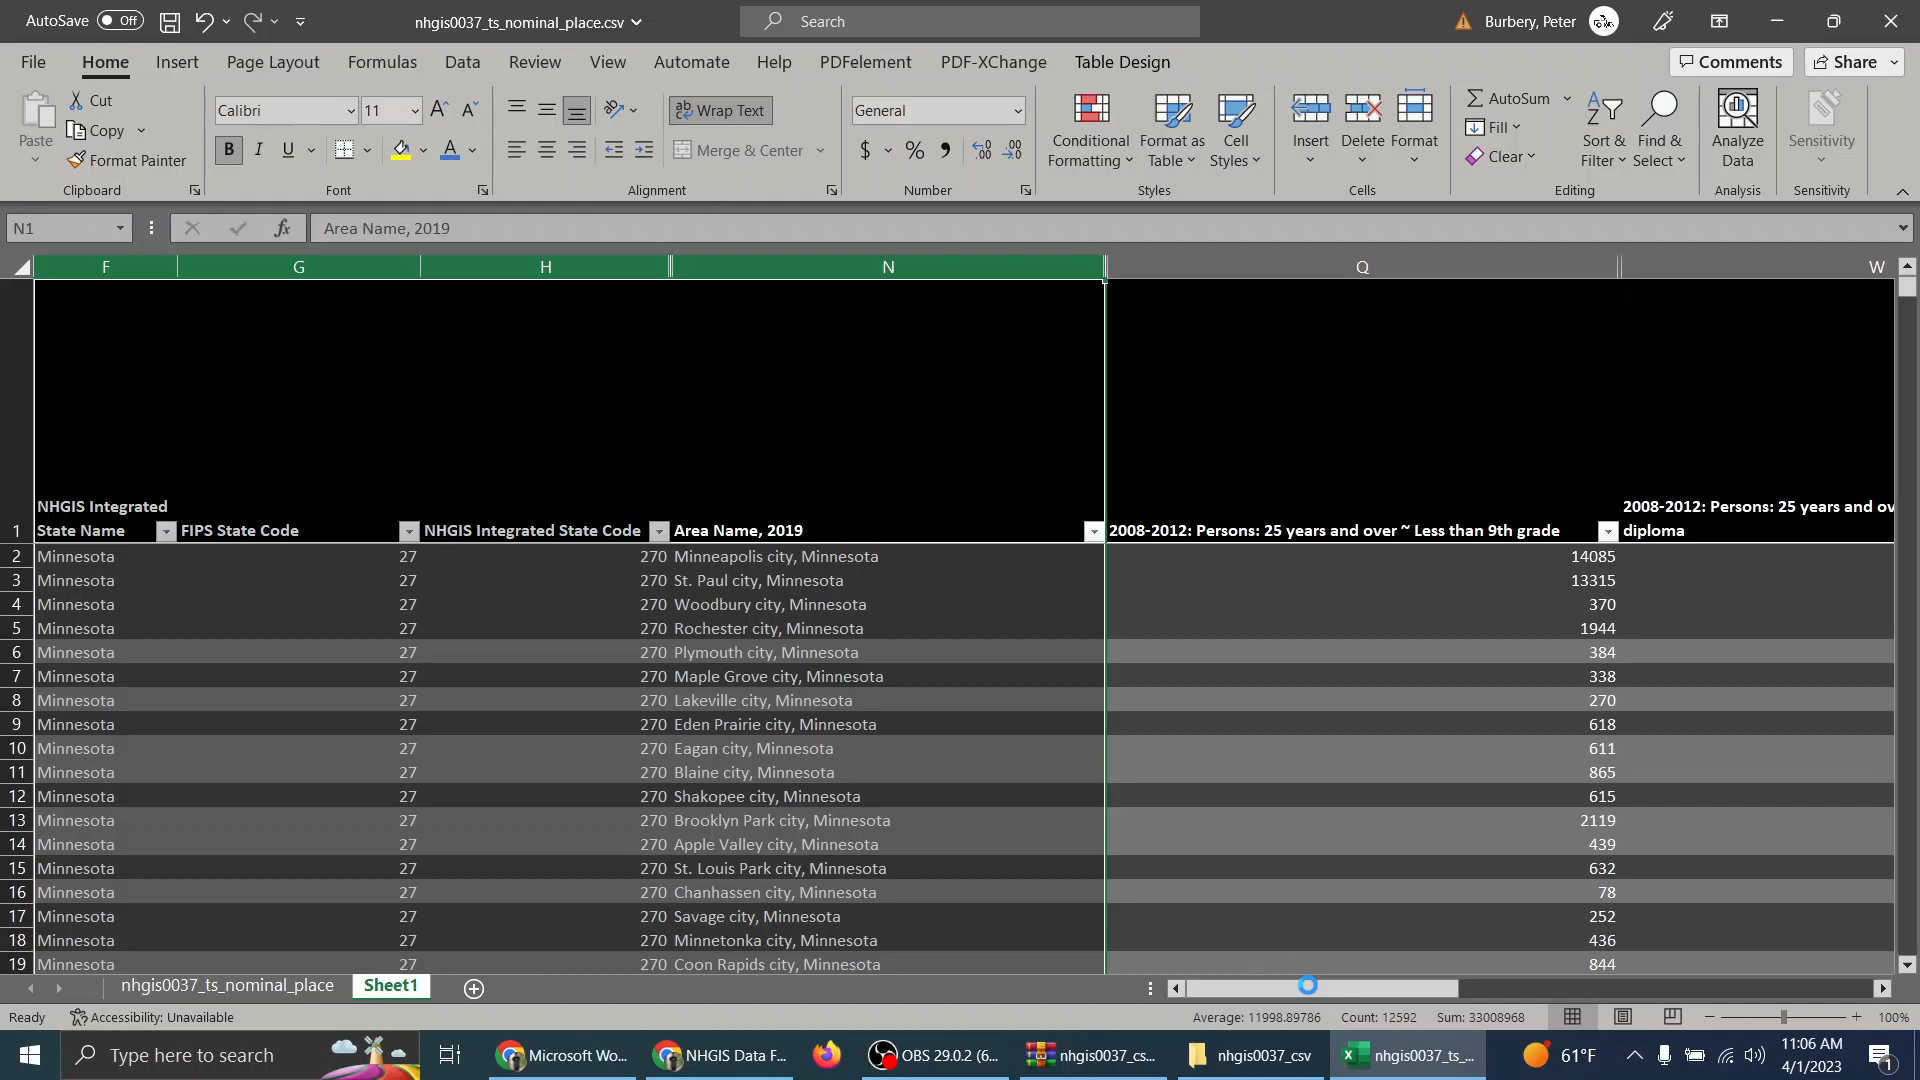 AutoSave Off nhgis0037_ts_nominal_place.csv Search Burbery, Peter
File Home Insert Page Layout Formulas Data Review View Automate Help PDFelement PDF-XChange Table Design Comments Share
Paste Cut Copy Format Painter Clipboard
Calibri 11 B I U Font
ab Wrap Text Merge & Center Alignment
General $ % Number
Conditional Formatting Format as Table Cell Styles Styles
Insert Delete Format Cells
AutoSum Fill Clear Sort & Filter Find & Select Editing
Analyze Data Analysis
Sensitivity Sensitivity
N1 fx Area Name, 2019
F G H N Q W
NHGIS Integrated 2008-2012: Persons: 25 years and ov
1 State Name FIPS State Code NHGIS Integrated State Code Area Name, 2019 2008-2012: Persons: 25 years and over ~ Less than 9th grade diploma
2 Minnesota 27 270 Minneapolis city, Minnesota 14085
3 Minnesota 27 270 St. Paul city, Minnesota 13315
4 Minnesota 27 270 Woodbury city, Minnesota 370
5 Minnesota 27 270 Rochester city, Minnesota 1944
6 Minnesota 27 270 Plymouth city, Minnesota 384
7 Minnesota 27 270 Maple Grove city, Minnesota 338
8 Minnesota 27 270 Lakeville city, Minnesota 270
9 Minnesota 27 270 Eden Prairie city, Minnesota 618
10 Minnesota 27 270 Eagan city, Minnesota 611
11 Minnesota 27 270 Blaine city, Minnesota 865
12 Minnesota 27 270 Shakopee city, Minnesota 615
13 Minnesota 27 270 Brooklyn Park city, Minnesota 2119
14 Minnesota 27 270 Apple Valley city, Minnesota 439
15 Minnesota 27 270 St. Louis Park city, Minnesota 632
16 Minnesota 27 270 Chanhassen city, Minnesota 78
17 Minnesota 27 270 Savage city, Minnesota 252
18 Minnesota 27 270 Minnetonka city, Minnesota 436
19 Minnesota 27 270 Coon Rapids city, Minnesota 844
nhgis0037_ts_nominal_place Sheet1
Ready Accessibility: Unavailable Average: 11998.89786 Count: 12592 Sum: 33008968 100%
Type here to search Microsoft Wo... NHGIS Data F... OBS 29.0.2 (6... nhgis0037_cs... nhgis0037_csv nhgis0037_ts_... 61°F 11:06 AM
4/1/2023 1